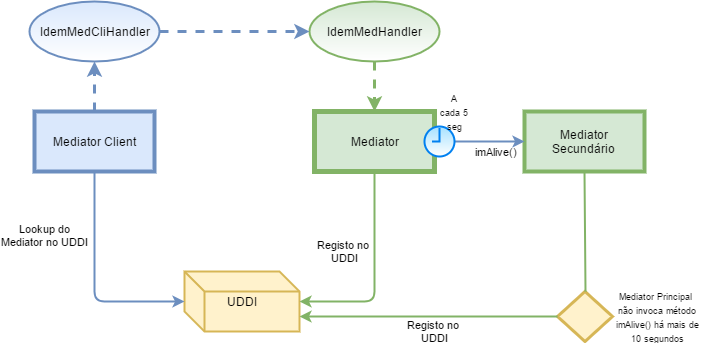 IdemMedCliHandler
IdemMedHandler
A
cada 5
seg
Mediator Client
Mediator
imAlive()
Mediator
Secundário
Lookup do
Mediator no UDDI
Registo no
UDDI
UDDI
Registo no
UDDI
Mediator Principal
não invoca método
imAlive() há mais de
10 segundos